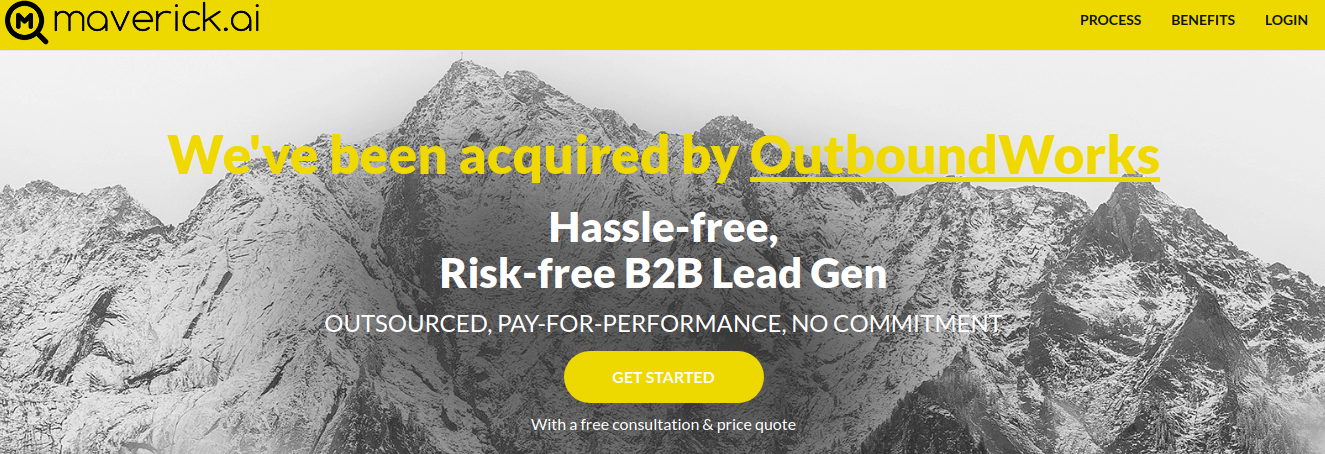 maverick.ai
PROCESS BENEFITS LOGIN
We've been acquired by OutboundWorks
Hassle-free,
Risk-free B2B Lead Gen
OUTSOURCED, PAY-FOR-PERFORMANCE, NO COMMITMENT
GET STARTED
With a free consultation & price quote